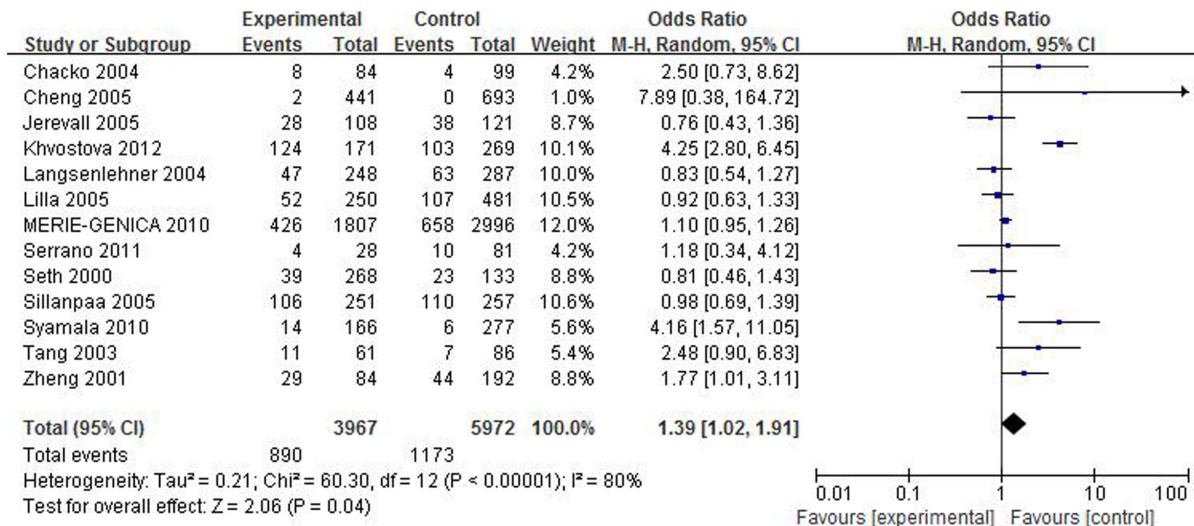 Experimental Control Odds Ratio Odds Ratio
Study or Subgroup Events Total Events Total Weight M-H, Random, 95% CI M-H, Random, 95% CI
Chacko 2004 8 84 4 99 4.2% 2.50 [0.73, 8.62]
Cheng 2005 2 441 0 693 1.0% 7.89 [0.38, 164.72]
Jerevall 2005 28 108 38 121 8.7% 0.76 [0.43, 1.36]
Khvostova 2012 124 171 103 269 10.1% 4.25 [2.80, 6.45]
Langsenlehner 2004 47 248 63 287 10.0% 0.83 [0.54, 1.27]
Lilla 2005 52 250 107 481 10.5% 0.92 [0.63, 1.33]
MERIE-GENICA 2010 426 1807 658 2996 12.0% 1.10 [0.95, 1.26]
Serrano 2011 4 28 10 81 4.2% 1.18 [0.34, 4.12]
Seth 2000 39 268 23 133 8.8% 0.81 [0.46, 1.43]
Sillanpaa 2005 106 251 110 257 10.6% 0.98 [0.69, 1.39]
Syamala 2010 14 166 6 277 5.6% 4.16 [1.57, 11.05]
Tang 2003 11 61 7 86 5.4% 2.48 [0.90, 6.83]
Zheng 2001 29 84 44 192 8.8% 1.77 [1.01, 3.11]
Total (95% CI) 3967 5972 100.0% 1.39 [1.02, 1.91]
Total events 890 1173
Heterogeneity: Tau² = 0.21; Chi² = 60.30, df = 12 (P < 0.00001); I² = 80%
Test for overall effect: Z = 2.06 (P = 0.04)
0.01 0.1 1 10 100
Favours [experimental] Favours [control]